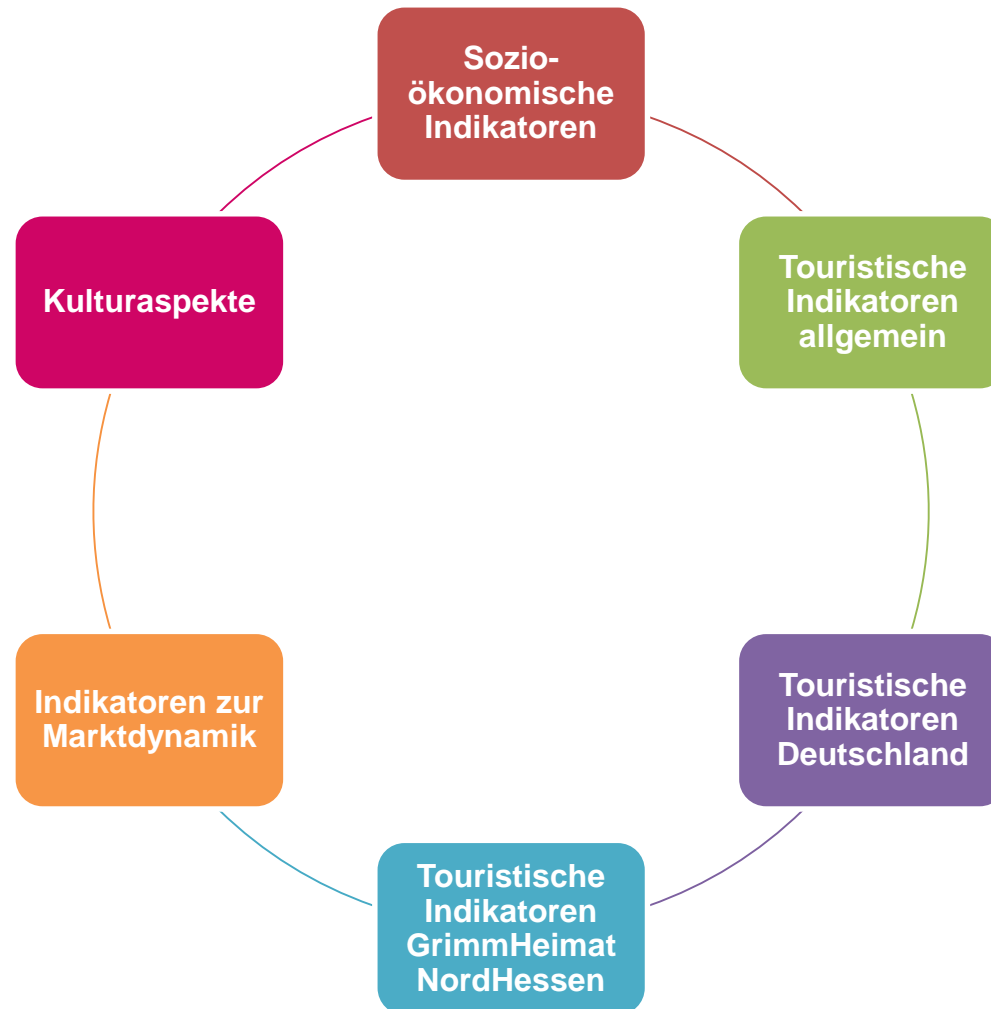 Sozio-
ökonomische
Indikatoren
Touristische
Indikatoren
allgemein
Touristische
Indikatoren
Deutschland
Touristische
Indikatoren
GrimmHeimat
NordHessen
Indikatoren zur
Marktdynamik
Kulturaspekte